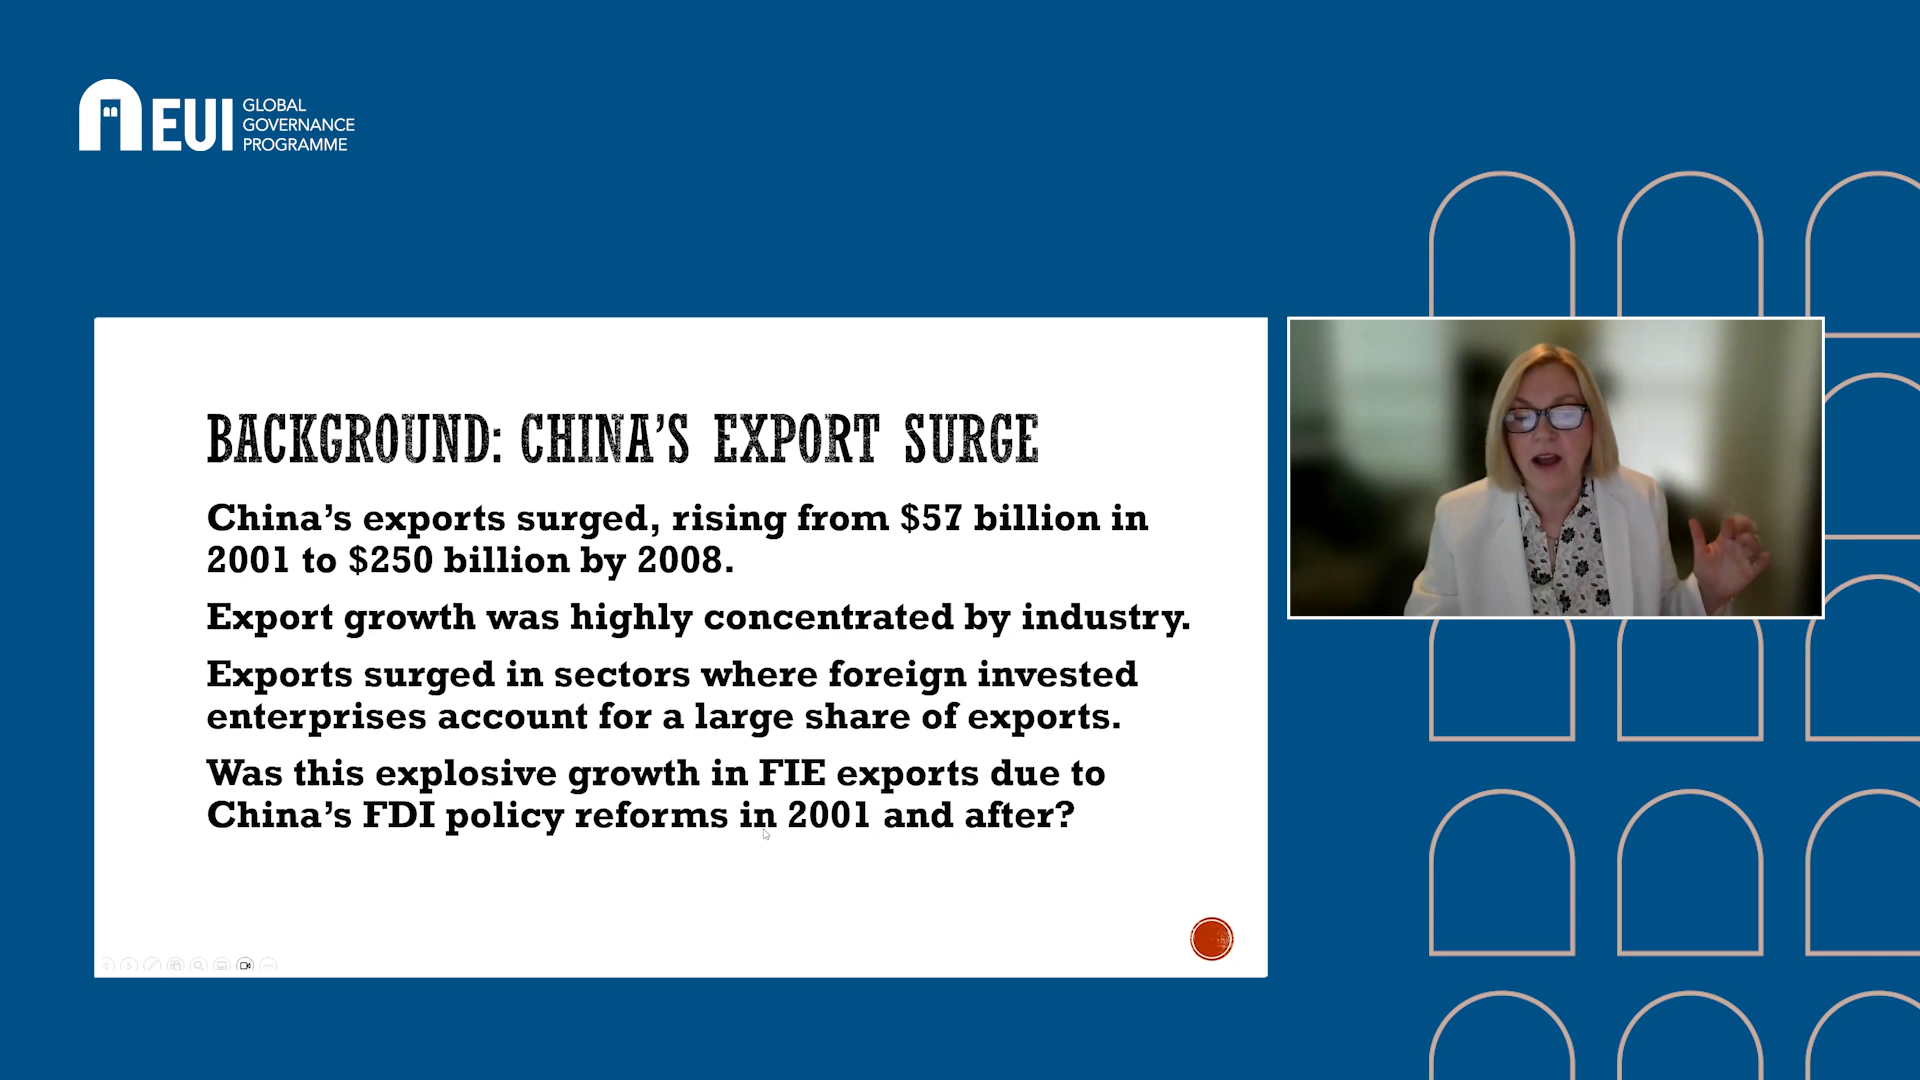 EUI
GLOBAL
GOVERNANCE
PROGRAMME
BACKGROUND: CHINA'S EXPORT SURGE
China's exports surged, rising from $57 billion in
2001 to $250 billion by 2008.
Export growth was highly concentrated by industry.
Exports surged in sectors where foreign invested
enterprises account for a large share of exports.
Was this explosive growth in FIE exports due to
China's FDI policy reforms in 2001 and after?